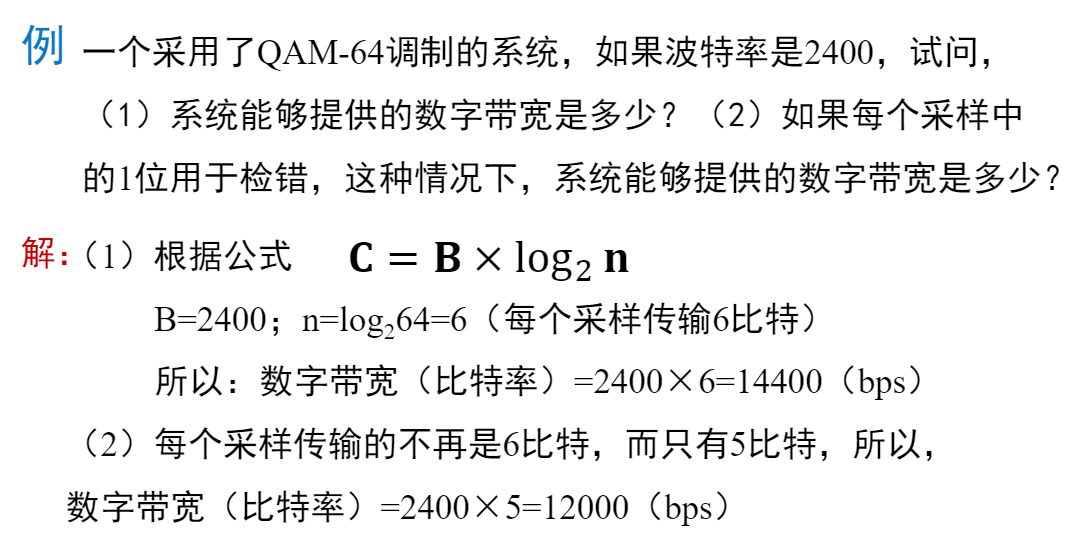 例 一个采用了QAM-64调制的系统，如果波特率是2400，试问，
（1）系统能够提供的数字带宽是多少？（2）如果每个采样中
的1位用于检错，这种情况下，系统能够提供的数字带宽是多少？
解：（1）根据公式 C = B × log₂ n
B=2400；n=log₂64=6（每个采样传输6比特）
所以：数字带宽（比特率）=2400×6=14400（bps）
（2）每个采样传输的不再是6比特，而只有5比特，所以，
数字带宽（比特率）=2400×5=12000（bps）